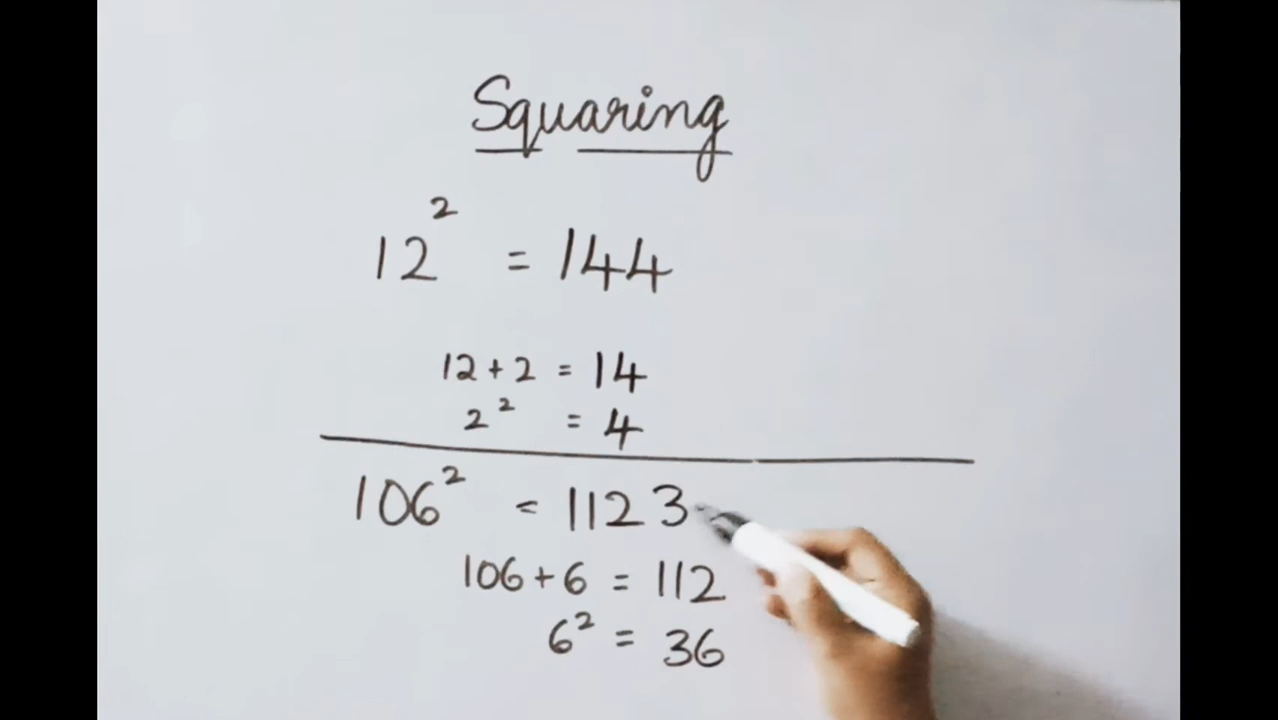 Squaring
12² = 144
12 + 2 = 14
2² = 4
106² = 1123
106 + 6 = 112
6² = 36